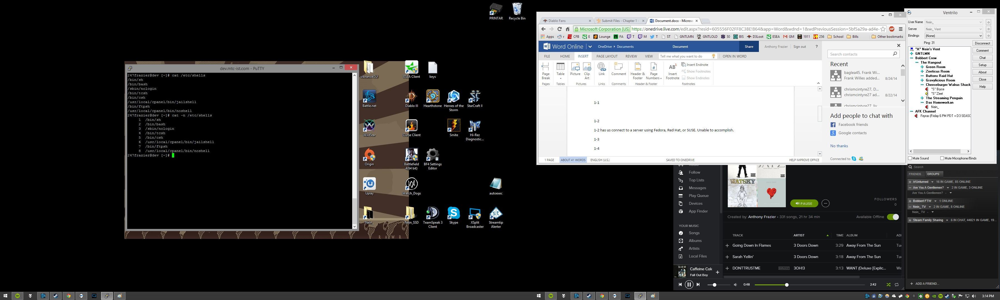 PRINTAR
Recycle Bin
dev.mtc-ist.com - PuTTY
247frazier@dev [~]# cat /etc/shells
/bin/sh
/bin/bash
/sbin/nologin
/bin/tcsh
/bin/csh
/usr/local/cpanel/bin/jailshell
/bin/ftpsh
/usr/local/cpanel/bin/noshell
247frazier@dev [~]# cat -n /etc/shells
1 /bin/sh
2 /bin/bash
3 /sbin/nologin
4 /bin/tcsh
5 /bin/csh
6 /usr/local/cpanel/bin/jailshell
7 /bin/ftpsh
8 /usr/local/cpanel/bin/noshell
247frazier@dev [~]#
RAWR
vibranceGUI
ESEA Client
keys
Battle.net
Diablo III
Hearthstone
Heroes of the Storm
StarCraft II
WildStar
Curse Client
Smite
Hi-Rez Diagnostic...
Origin
Battlefield 4(64 bit)
BF4 Settings Editor
Uplay
Watch_Dogs
autoexec
Nein_
Nein_SSD
TeamSpeak 3 Client
Skype
XSplit Broadcaster
Streamtip Alerter
Diablo Fans
Submit Files - Chapter 1 -
Document.docx - Microso
Microsoft Corporation [US] https://onedrive.live.com/edit.aspx?resid=605556F02FF8C3BE!864&app=Word&wdnd=1&wdPreviousSession=5bf5a29a-ad4e-
Apps r CFB E Lounge FA T M T ST GNTLMN GNTLOLD 50 BIS D3Loot ESEA GM 1911 256 School Bills Other bookmarks
Word Online OneDrive Documents Document Share Anthony Frazier Sign out ?
FILE HOME INSERT PAGE LAYOUT REVIEW VIEW Tell me what you want to do OPEN IN WORD
Page Break
Table
Picture
Clip Art
Link
Comment
Header & Footer
Page Numbers
Insert Footnote
Insert Endnote
Show Footnotes
Show Endnotes
Pages Tables Pictures Links Comments Header & Footer Footnotes
1-1
1-2
1-2 has us connect to a server using Fedora, Red Hat, or SUSE. Unable to accomplish.
1-3
1-4
1 PAGE ABOUT 41 WORDS ENGLISH (U.S.) SAVED TO ONEDRIVE HELP IMPROVE OFFICE
Search contacts
Recent
baglea45, Frank Wi...
Frank Willes added... 8/24/14
chrismcintyre27, D...
chrismcintyre27 ad... 8/22/14
chrismcintyre27, liv
Add people to chat with
Facebook friends
Google contacts
No thanks
Connected to
Ventrilo
User Name Nein_
Server Nein_ Vent
Bindings (None)
Ping: 31
Disconnect
Comment
Chat
Setup
About
Close
Help
"A" Nein's Vent
GNTLMN
Bobbert Crew
The Hangout
Green Room
Zeeticus Room
Buttons Raid Hut
Gravylicious Room
Cheeseburger Walrus Shack
"S" Bryce
"S" Zeet
The Streaming Penguin
Das Homeworkan
Nein_
AFK Channel
Feyras (Friday 6 PM PDT = D3 SEASC
Mute Sound Mute Microphone/Binds
Follow
Top Lists
Messages
Play Queue
Devices
App Finder
YOUR MUSIC
Songs
Albums
Artists
Local Files
WATSKY
PAUSE
FOLLOWERS
0
Created by: Anthony Frazier • 331 songs, 21 hr 34 min Available Offline
TRACK ARTIST TIME ALBUM
Going Down In Flames 3 Doors Down 3:29 Away From The Sun Tu
Sarah Yellin' 3 Doors Down 3:18 Away From The Sun Tu
DONTTRUSTME EXPLICIT 3OH!3 3:13 WANT (Deluxe [Explic... We
Caffeine Col
Fall Out Boy
0:48 2:42
Search
FRIENDS GROUPS
/r/Unturned 16 IN GAME, 85 ONLINE
Are You A Gentlemen? 2 IN GAME, 3 ONLINE
Are You A Gentlemen? -
Bobbert FTW 1 ONLINE
Nein_ TV 2 IN GAME, 8 ONLINE
Nein_ TV -
Steam Family Sharing 6 IN CHAT, 44821 IN GAME, 19...
ADD A FRIEND...
3:14 PM